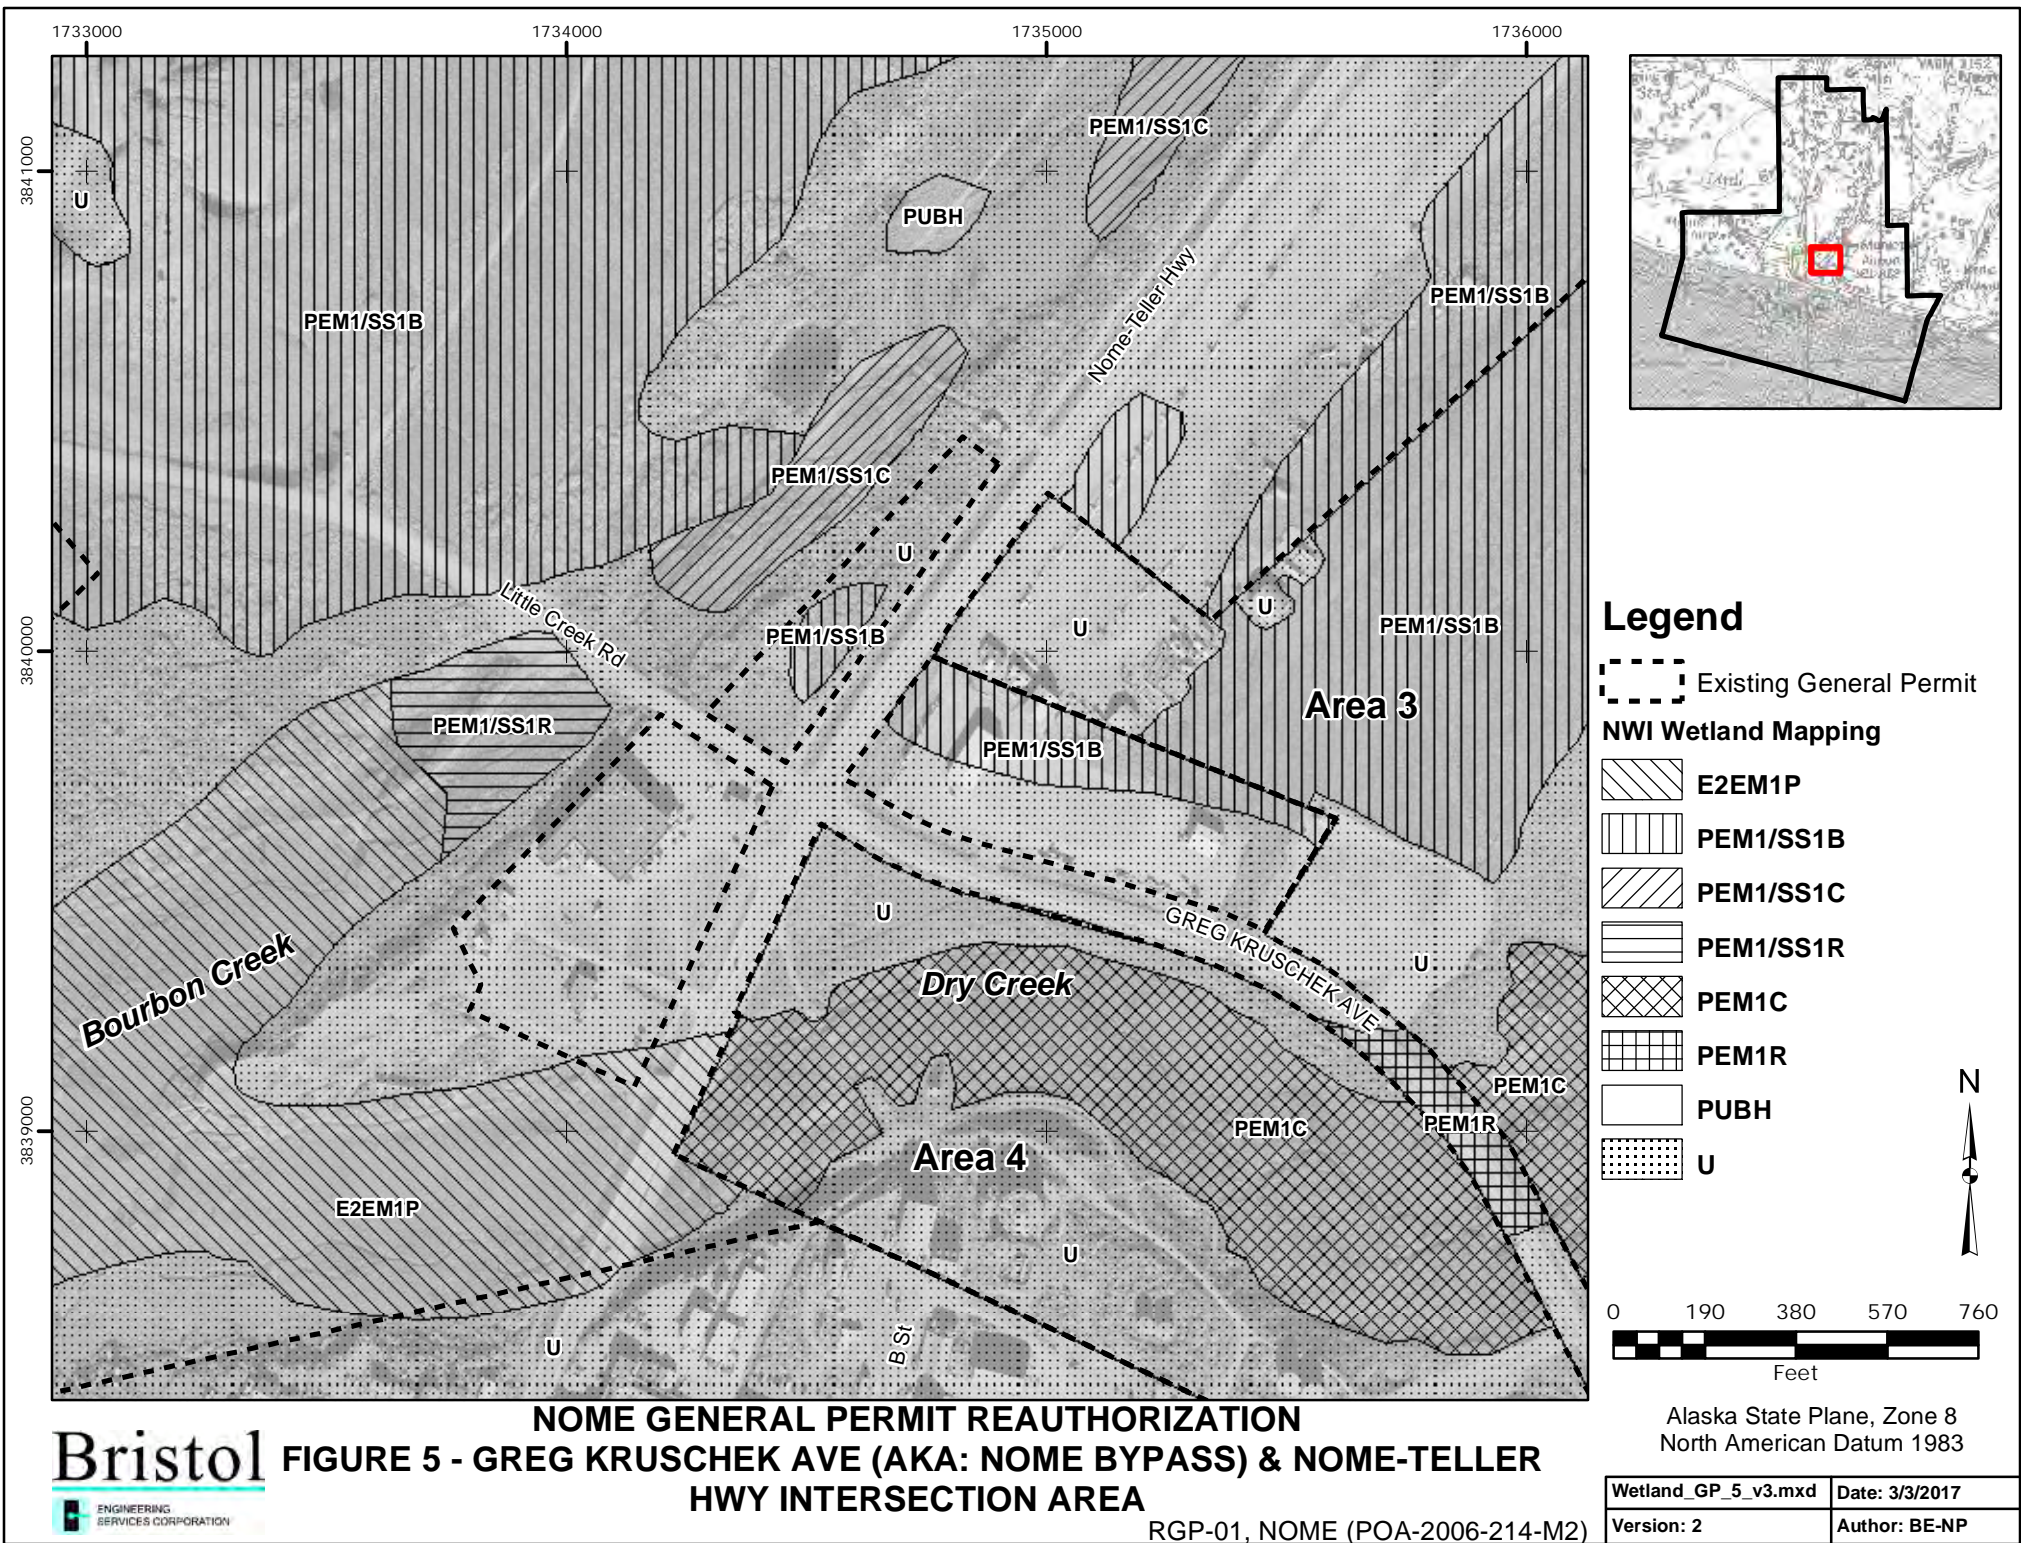 1733000 1734000 1735000 1736000
3841000
3840000
3839000
PEM1/SS1C
U
PUBH
PEM1/SS1B
PEM1/SS1B
Nome-Teller Hwy
PEM1/SS1C
U
Little Creek Rd
PEM1/SS1B
U
U
PEM1/SS1B
Area 3
PEM1/SS1R
PEM1/SS1B
U
GREG KRUSCHEK AVE
U
Bourbon Creek
Dry Creek
PEM1C
PEM1C
PEM1R
Area 4
E2EM1P
U
U
B St
Legend
Existing General Permit
NWI Wetland Mapping
E2EM1P
PEM1/SS1B
PEM1/SS1C
PEM1/SS1R
PEM1C
PEM1R
PUBH
U
N
0 190 380 570 760
Feet
Alaska State Plane, Zone 8
North American Datum 1983
Bristol
ENGINEERING
SERVICES CORPORATION
NOME GENERAL PERMIT REAUTHORIZATION
FIGURE 5 - GREG KRUSCHEK AVE (AKA: NOME BYPASS) & NOME-TELLER
HWY INTERSECTION AREA
RGP-01, NOME (POA-2006-214-M2)
Wetland_GP_5_v3.mxd Date: 3/3/2017
Version: 2 Author: BE-NP